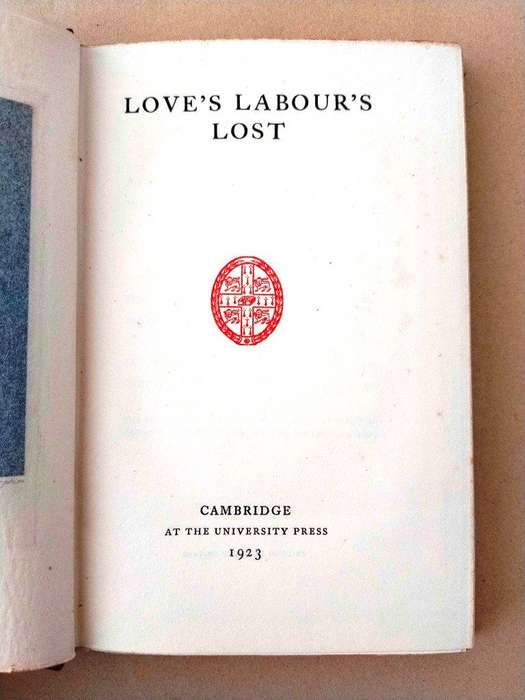 LOVE'S LABOUR'S
LOST
CAMBRIDGE
AT THE UNIVERSITY PRESS
1923